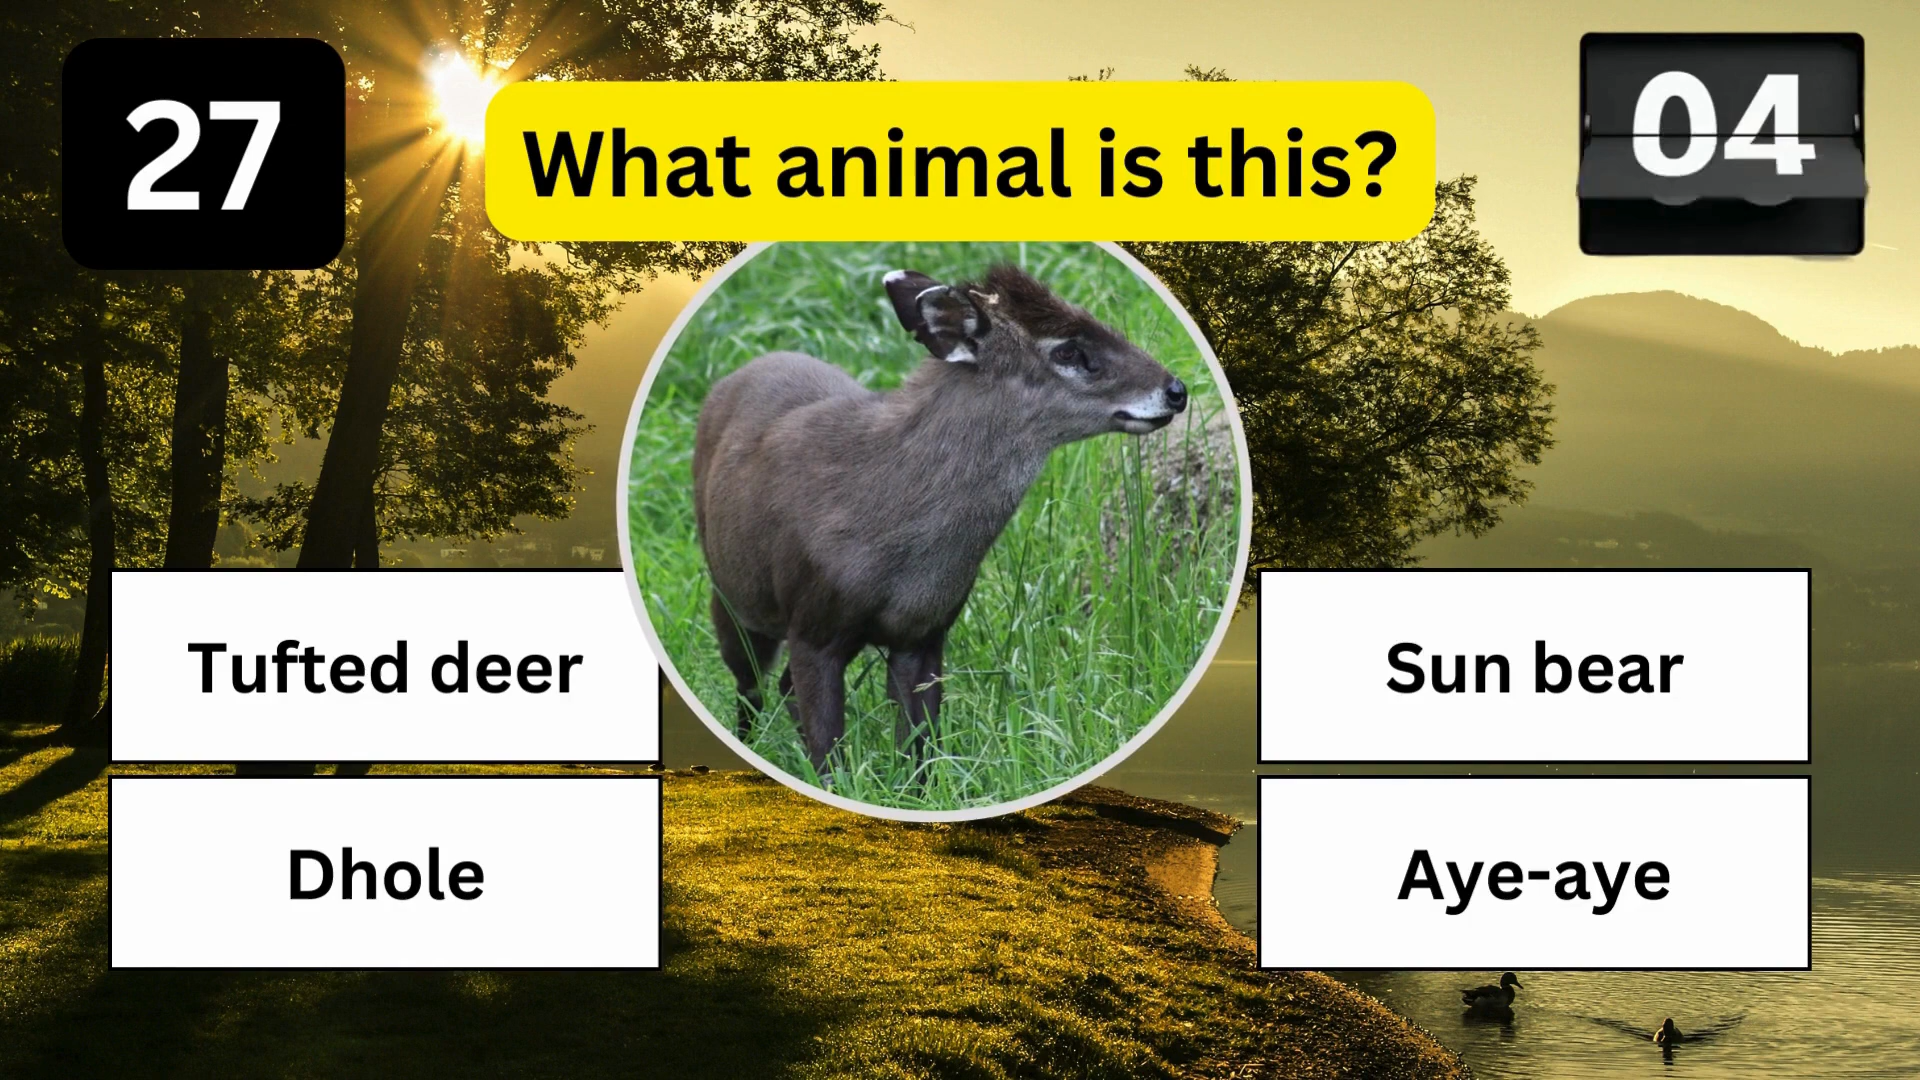 27
What animal is this?
04
Tufted deer
Sun bear
Dhole
Aye-aye